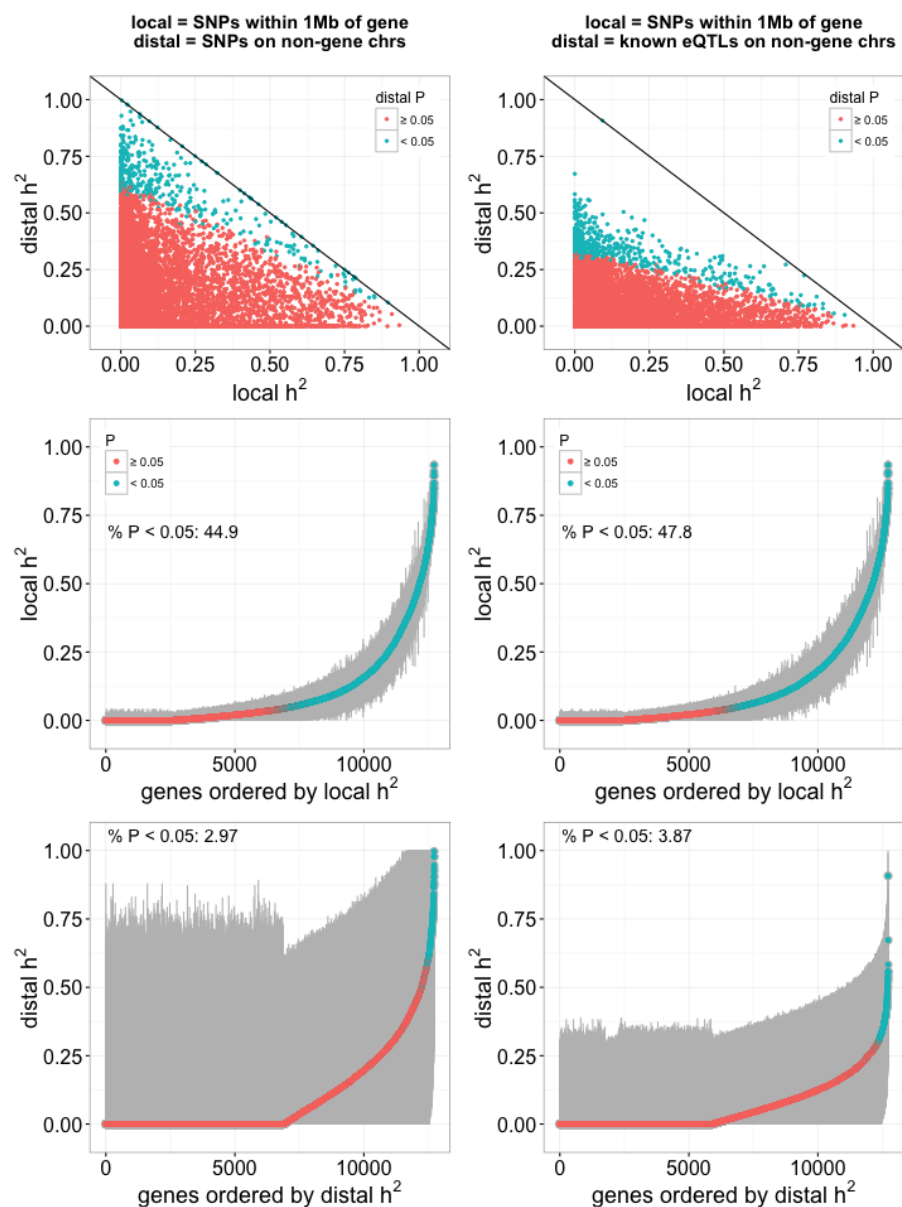 local = SNPs within 1Mb of gene
distal = SNPs on non-gene chrs
local = SNPs within 1Mb of gene
distal = known eQTLs on non-gene chrs
distal h²
1.00
0.75
0.50
0.25
0.00
distal P
≥ 0.05
< 0.05
0.00 0.25 0.50 0.75 1.00
local h²
distal h²
1.00
0.75
0.50
0.25
0.00
distal P
≥ 0.05
< 0.05
0.00 0.25 0.50 0.75 1.00
local h²
local h²
1.00
0.75
0.50
0.25
0.00
P
≥ 0.05
< 0.05
% P < 0.05: 44.9
0 5000 10000
genes ordered by local h²
local h²
1.00
0.75
0.50
0.25
0.00
P
≥ 0.05
< 0.05
% P < 0.05: 47.8
0 5000 10000
genes ordered by local h²
distal h²
1.00
0.75
0.50
0.25
0.00
% P < 0.05: 2.97
0 5000 10000
genes ordered by distal h²
distal h²
1.00
0.75
0.50
0.25
0.00
% P < 0.05: 3.87
0 5000 10000
genes ordered by distal h²